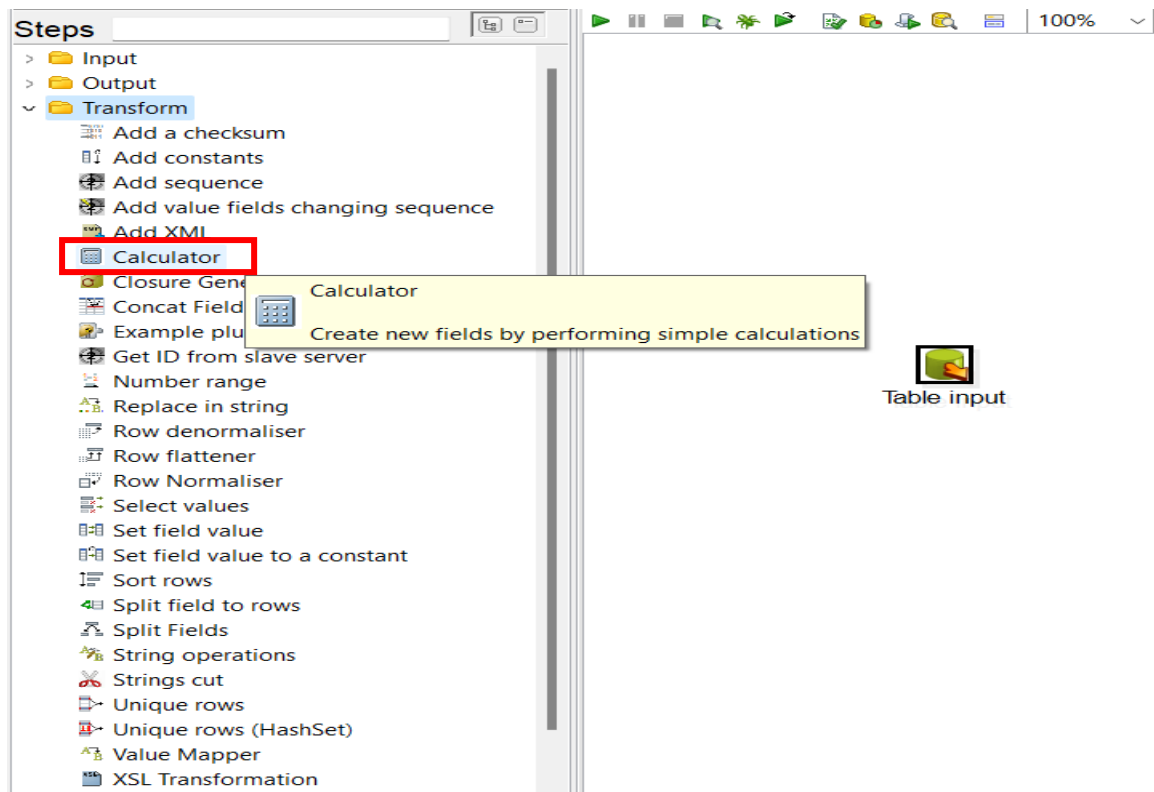 Steps
100%
Input
Output
Transform
Add a checksum
Add constants
Add sequence
Add value fields changing sequence
Add XML
Calculator
Closure Gene
Calculator
Concat Field
Example plu
Create new fields by performing simple calculations
Get ID from slave server
Number range
Replace in string
Row denormaliser
Row flattener
Row Normaliser
Select values
Set field value
Set field value to a constant
Sort rows
Split field to rows
Split Fields
String operations
Strings cut
Unique rows
Unique rows (HashSet)
Value Mapper
XSL Transformation
Table input